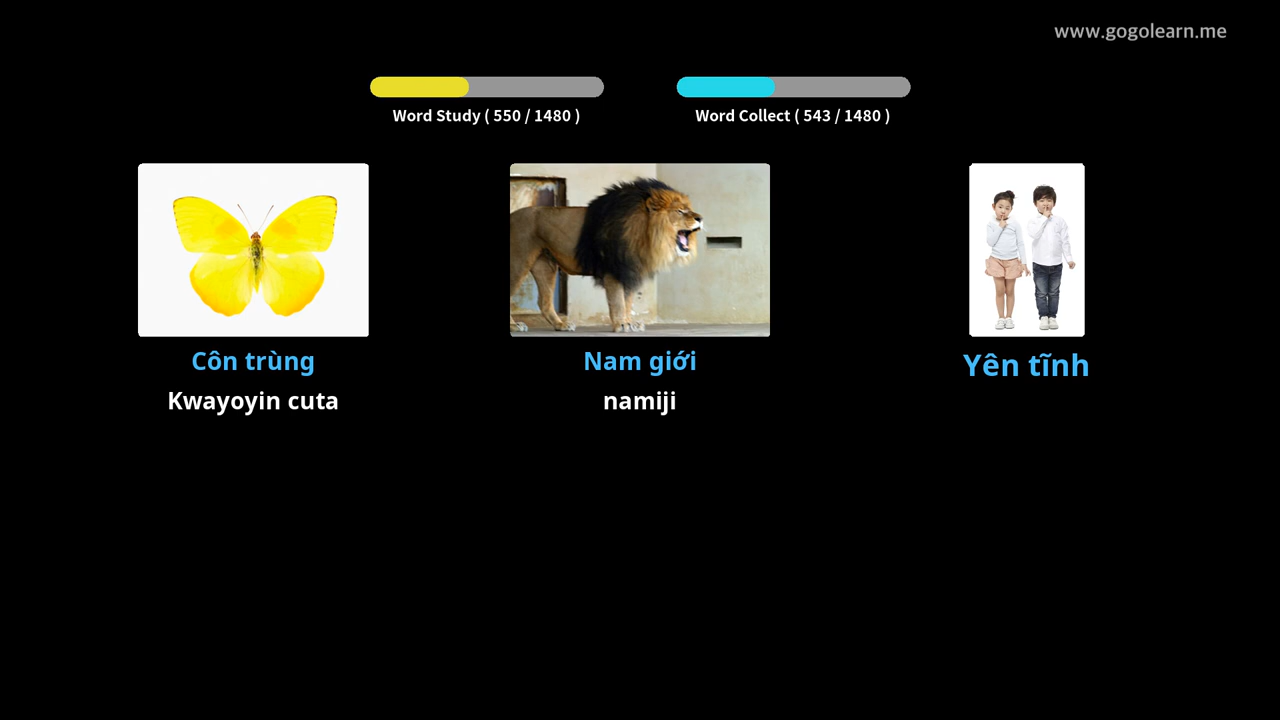 www.gogolearn.me
Word Study ( 550 / 1480 )
Word Collect ( 543 / 1480 )
Côn trùng
Kwayoyin cuta
Nam giới
namiji
Yên tĩnh